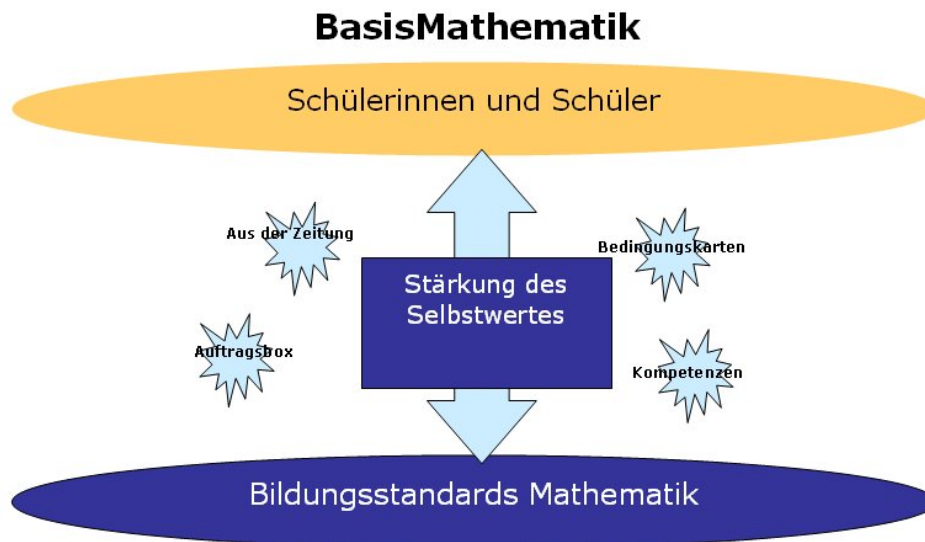 BasisMathematik
Schülerinnen und Schüler
Aus der Zeitung
Bedingungskarten
Stärkung des
Selbstwertes
Auftragsbox
Kompetenzen
Bildungsstandards Mathematik